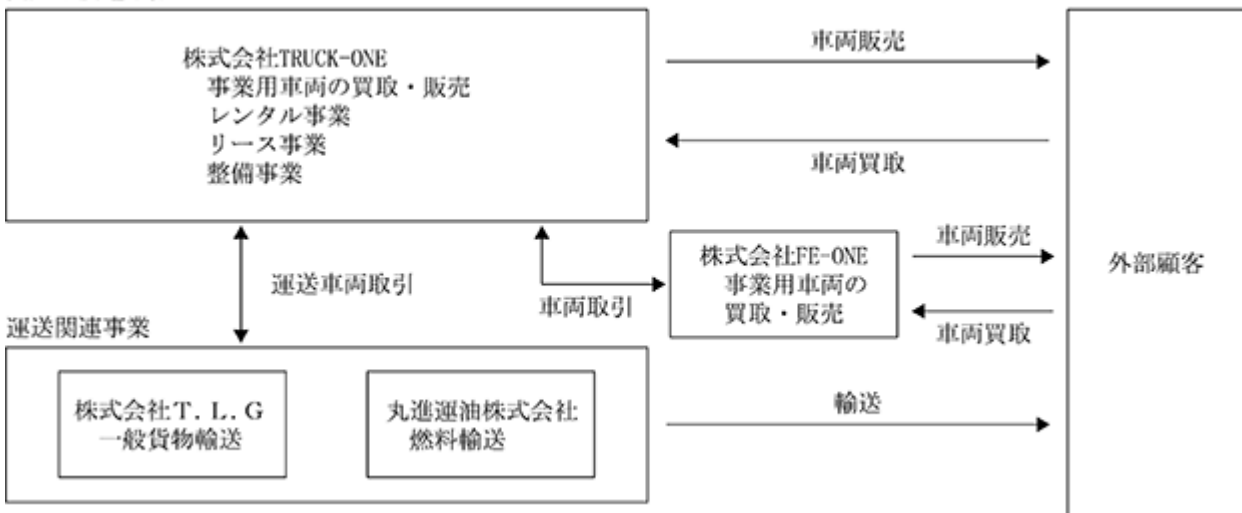 株式会社TRUCK-ONE
事業用車両の買取・販売
レンタル事業
リース事業
整備事業
車両販売
車両買取
運送車両取引
車両取引
株式会社FE-ONE
事業用車両の
買取・販売
車両販売
車両買取
外部顧客
運送関連事業
株式会社T.L.G
一般貨物輸送
丸進運油株式会社
燃料輸送
輸送